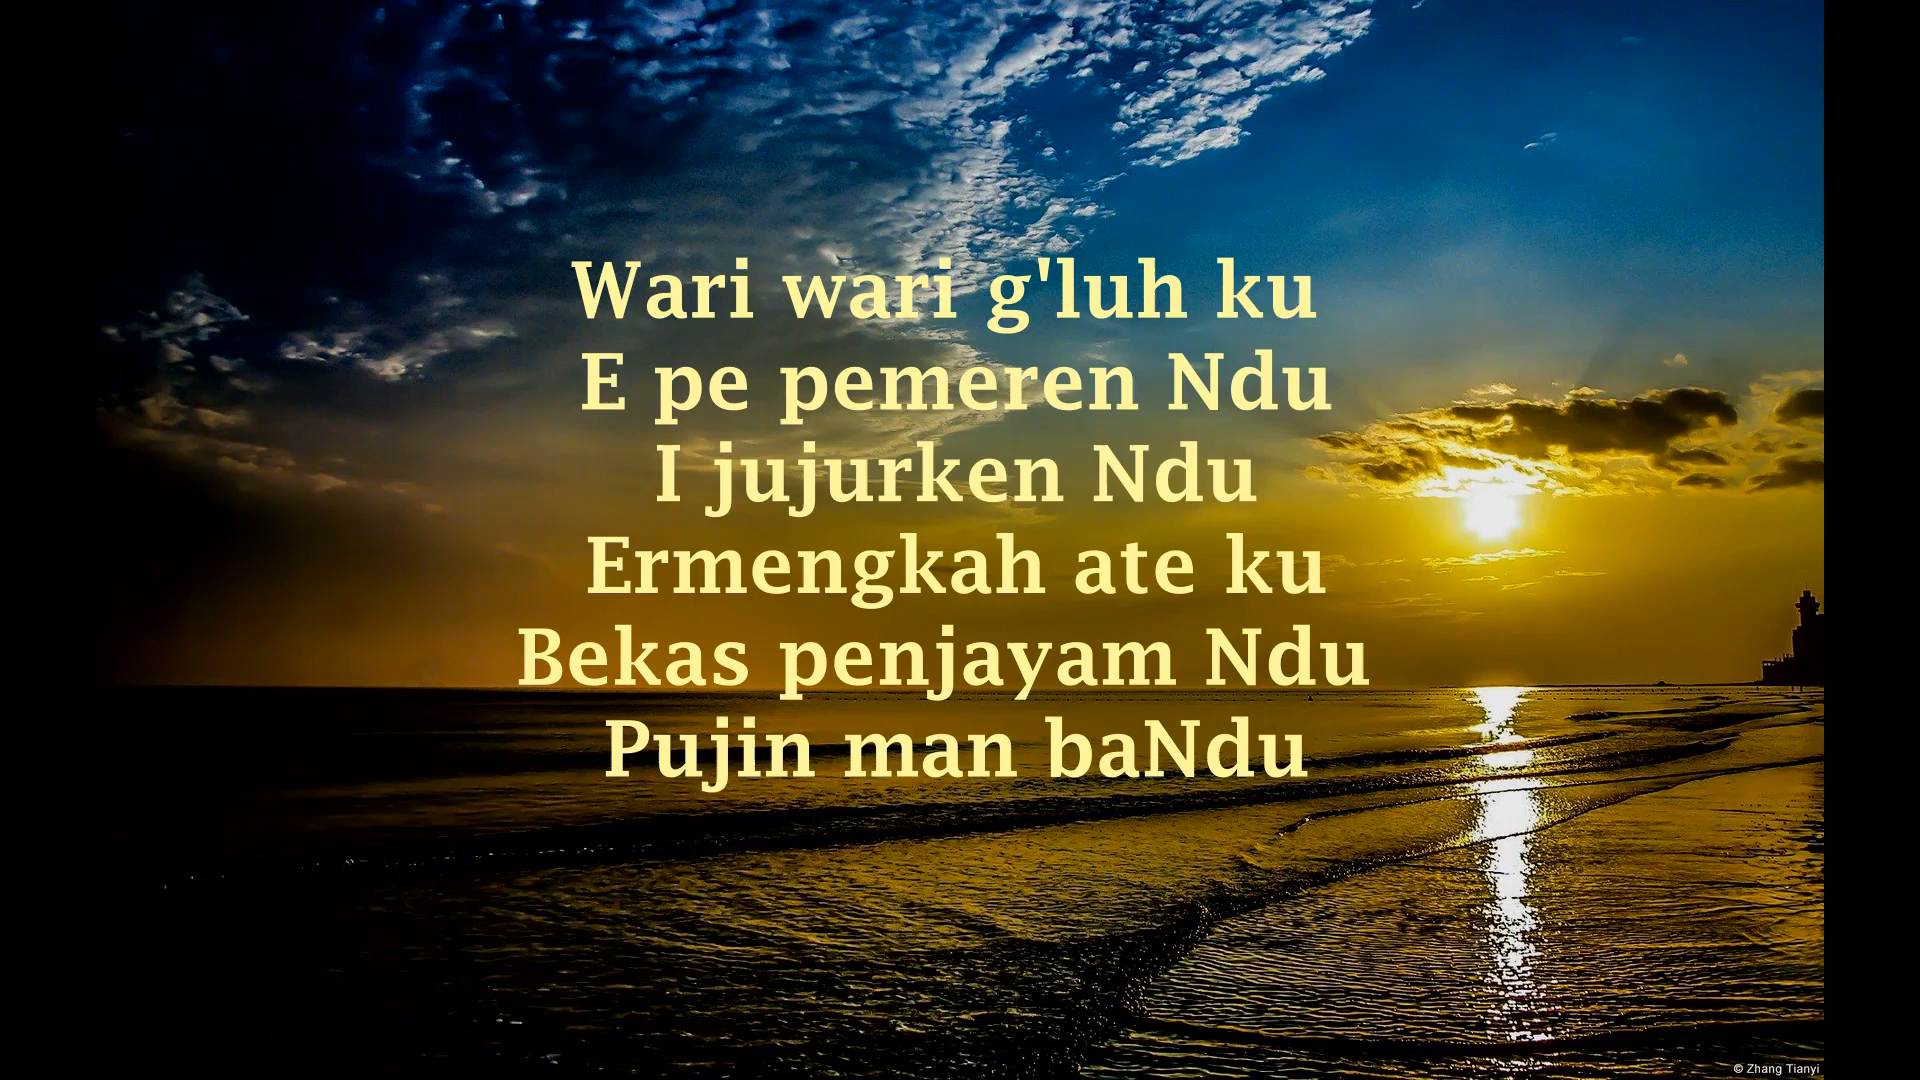 Wari wari g'luh ku
E pe pemeren Ndu
I jujurken Ndu
Ermengkah ate ku
Bekas penjayam Ndu
Pujin man baNdu
© Zhang Tianyi